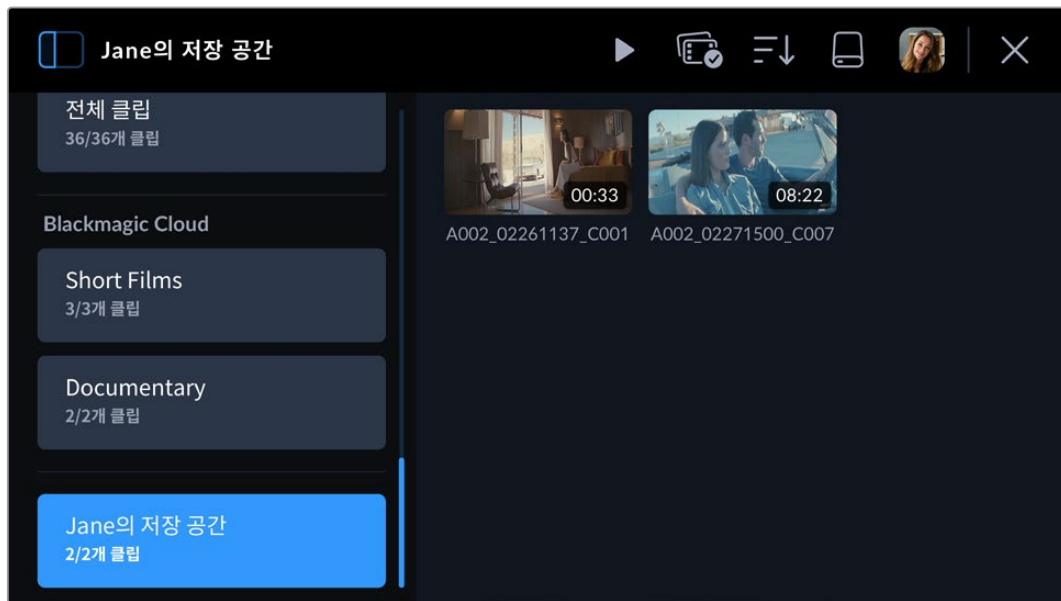 Jane의 저장 공간
전체 클립
36/36개 클립
Blackmagic Cloud
Short Films
3/3개 클립
Documentary
2/2개 클립
Jane의 저장 공간
2/2개 클립
00:33
08:22
A002_02261137_C001
A002_02271500_C007